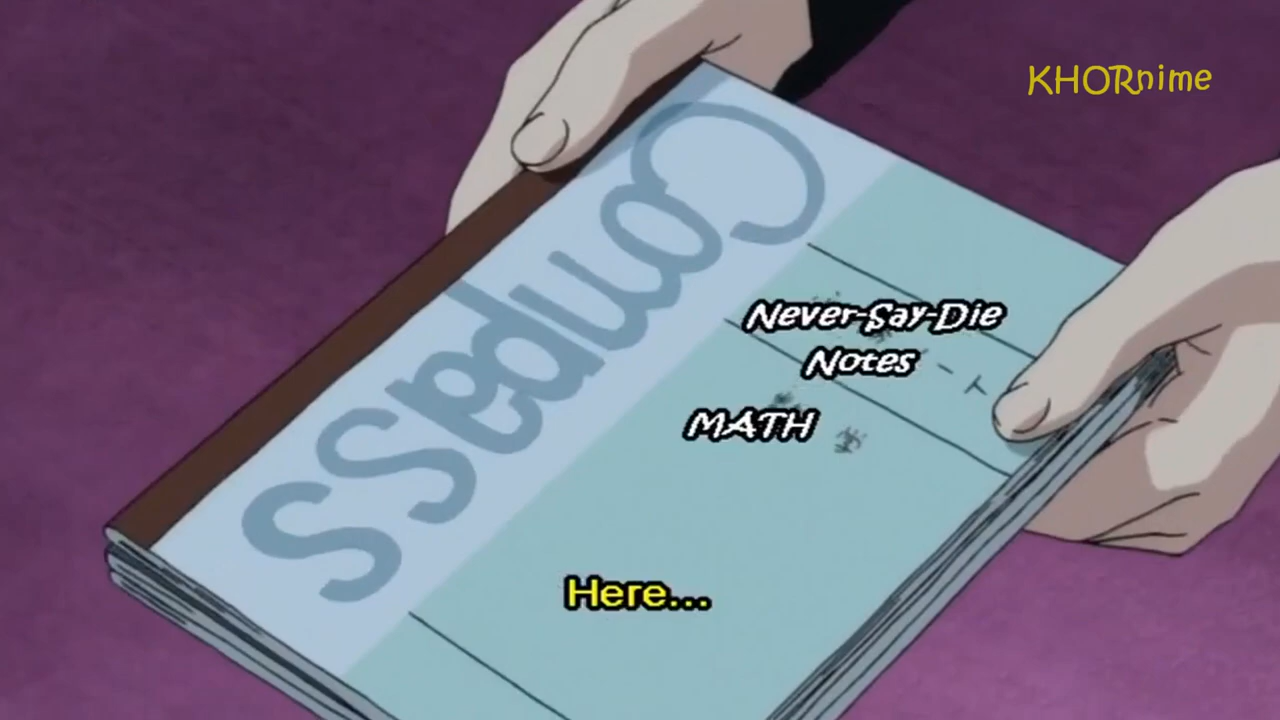 KHORnime
Compass
Never-Say-Die
Notes
MATH
Here...